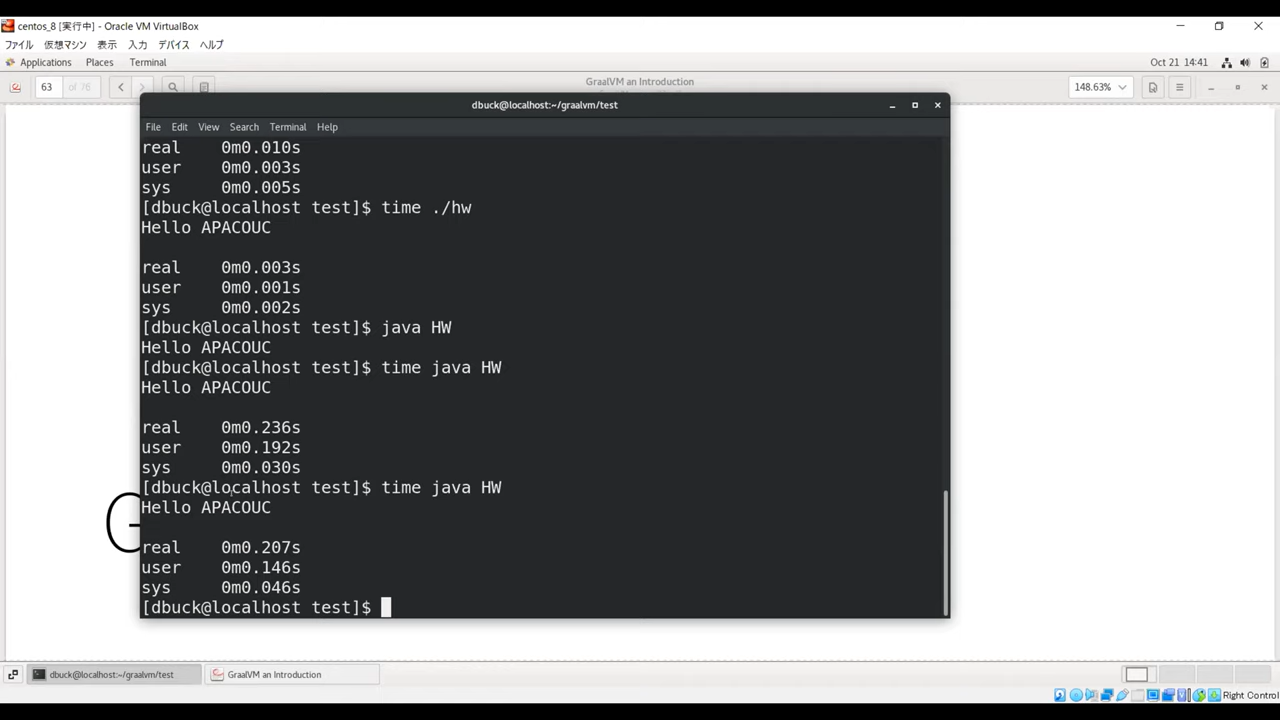 centos_8 [実行中] - Oracle VM VirtualBox
ファイル 仮想マシン 表示 入力 デバイス ヘルプ
Applications Places Terminal Oct 21 14:41
63 of 76 GraalVM an Introduction 148.63%
dbuck@localhost:~/graalvm/test
File Edit View Search Terminal Help
real 0m0.010s
user 0m0.003s
sys 0m0.005s
[dbuck@localhost test]$ time ./hw
Hello APACOUC
real 0m0.003s
user 0m0.001s
sys 0m0.002s
[dbuck@localhost test]$ java HW
Hello APACOUC
[dbuck@localhost test]$ time java HW
Hello APACOUC
real 0m0.236s
user 0m0.192s
sys 0m0.030s
[dbuck@localhost test]$ time java HW
Hello APACOUC
real 0m0.207s
user 0m0.146s
sys 0m0.046s
[dbuck@localhost test]$
dbuck@localhost:~/graalvm/test GraalVM an Introduction
Right Control